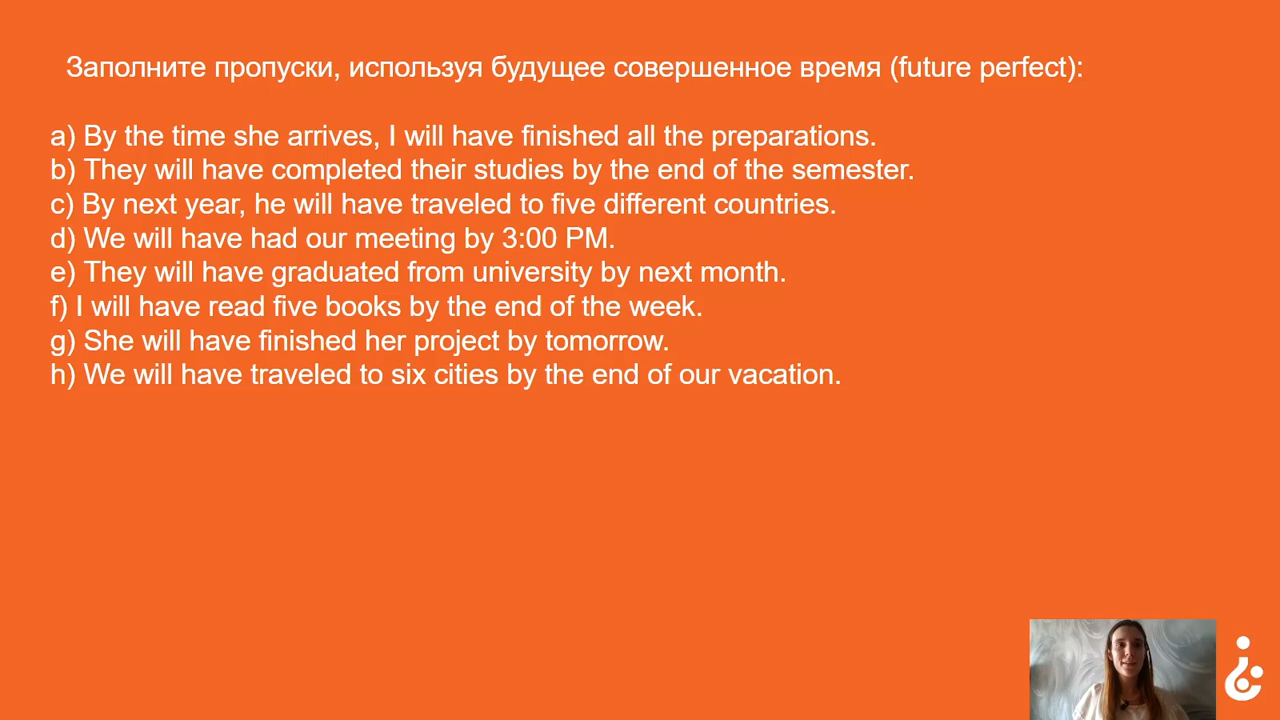 Заполните пропуски, используя будущее совершенное время (future perfect):
a) By the time she arrives, I will have finished all the preparations.
b) They will have completed their studies by the end of the semester.
c) By next year, he will have traveled to five different countries.
d) We will have had our meeting by 3:00 PM.
e) They will have graduated from university by next month.
f) I will have read five books by the end of the week.
g) She will have finished her project by tomorrow.
h) We will have traveled to six cities by the end of our vacation.